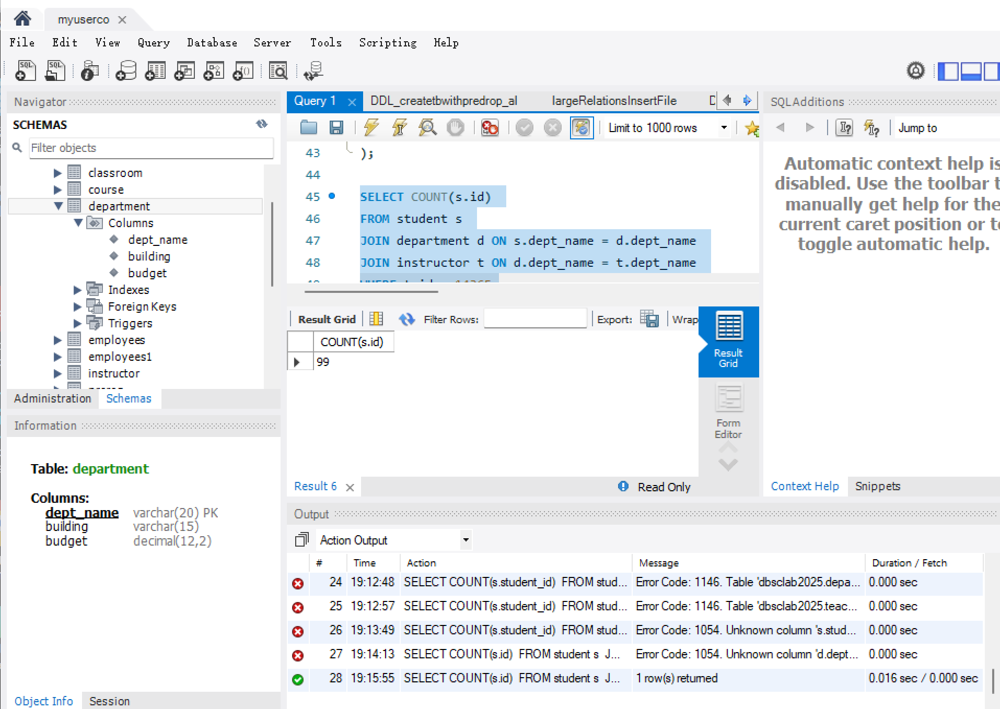 myuserco
File Edit View Query Database Server Tools Scripting Help
Navigator
SCHEMAS
Filter objects
classroom
course
department
Columns
dept_name
building
budget
Indexes
Foreign Keys
Triggers
employees
employees1
instructor
Administration Schemas
Information
Table: department
Columns:
dept_name varchar(20) PK
building varchar(15)
budget decimal(12,2)
Object Info Session
Query 1 DDL_createtbwithpredrop_al largeRelationsInsertFile D
Limit to 1000 rows
43 );
44
45 SELECT COUNT(s.id)
46 FROM student s
47 JOIN department d ON s.dept_name = d.dept_name
48 JOIN instructor t ON d.dept_name = t.dept_name
Result Grid Filter Rows: Export: Wrap
COUNT(s.id)
99
Result
Grid
Form
Editor
Result 6 Read Only
SQLAdditions
Jump to
Automatic context help is
disabled. Use the toolbar t
manually get help for the
current caret position or to
toggle automatic help.
Context Help Snippets
Output
Action Output
# Time Action Message Duration / Fetch
24 19:12:48 SELECT COUNT(s.student_id) FROM stud... Error Code: 1146. Table 'dbsclab2025.depa... 0.000 sec
25 19:12:57 SELECT COUNT(s.student_id) FROM stud... Error Code: 1146. Table 'dbsclab2025.teac... 0.000 sec
26 19:13:49 SELECT COUNT(s.student_id) FROM stud... Error Code: 1054. Unknown column 's.stud... 0.000 sec
27 19:14:13 SELECT COUNT(s.id) FROM student s J... Error Code: 1054. Unknown column 'd.dept... 0.000 sec
28 19:15:55 SELECT COUNT(s.id) FROM student s J... 1 row(s) returned 0.016 sec / 0.000 sec